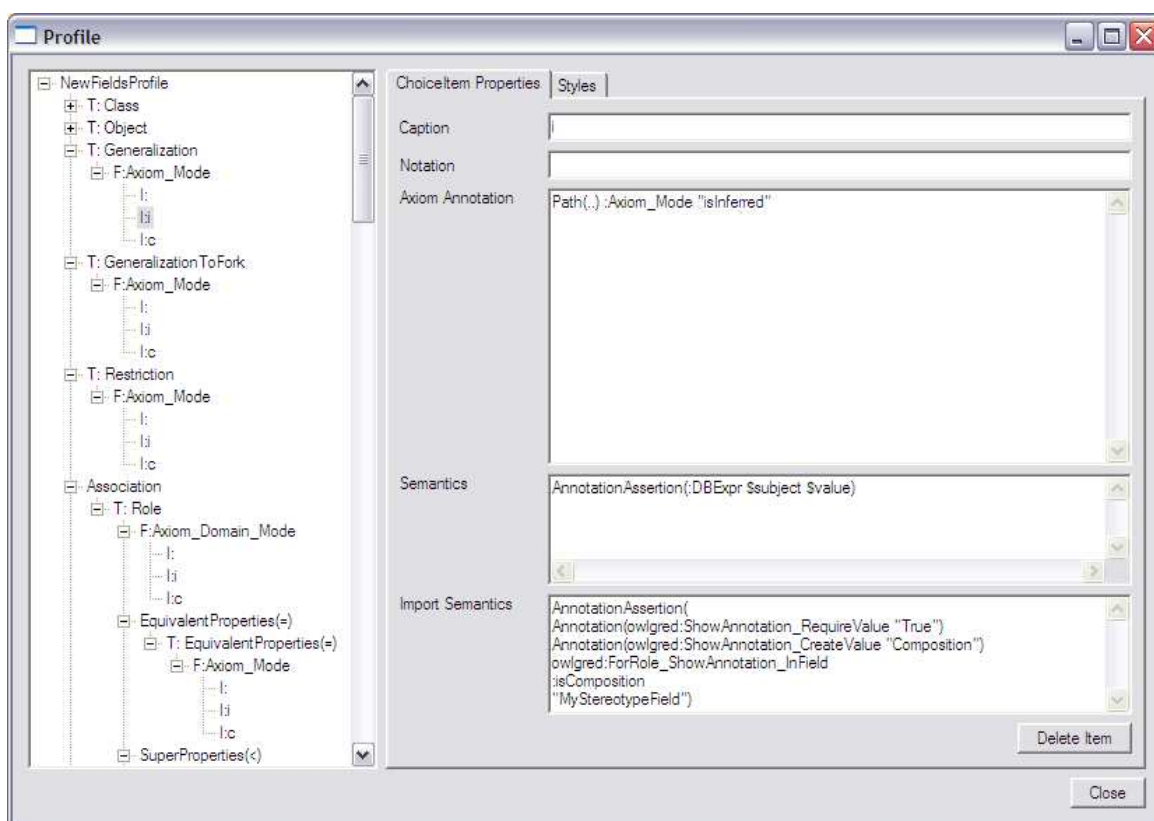 Profile
NewFieldsProfile
T: Class
T: Object
T: Generalization
F:Axiom_Mode
I:
I:i
I:c
T: GeneralizationToFork
F:Axiom_Mode
I:
I:i
I:c
T: Restriction
F:Axiom_Mode
I:
I:i
I:c
Association
T: Role
F:Axiom_Domain_Mode
I:
I:i
I:c
EquivalentProperties(=)
T: EquivalentProperties(=)
F:Axiom_Mode
I:
I:i
I:c
SuperProperties(<)
ChoiceItem Properties
Styles
Caption
i
Notation
Axiom Annotation
Path(..) :Axiom_Mode "isInferred"
Semantics
AnnotationAssertion(:DBExpr $subject $value)
Import Semantics
AnnotationAssertion(
Annotation(owlgred:ShowAnnotation_RequireValue "True")
Annotation(owlgred:ShowAnnotation_CreateValue "Composition")
owlgred:ForRole_ShowAnnotation_InField
:isComposition
"MyStereotypeField")
Delete Item
Close